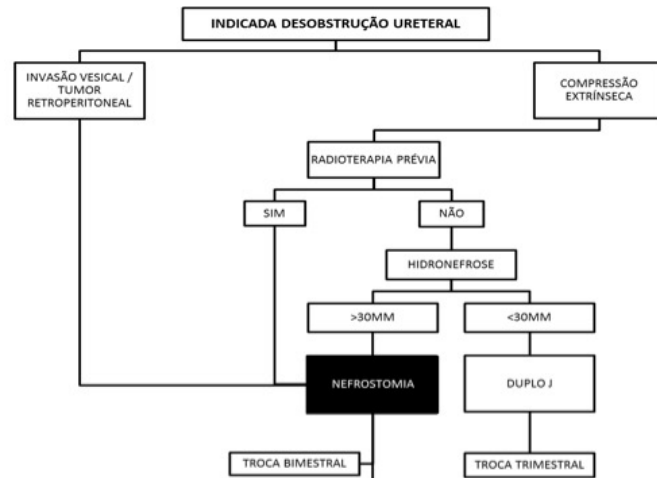 INDICADA DESOBSTRUÇÃO URETERAL
INVASÃO VESICAL /
TUMOR
RETROPERITONEAL
COMPRESSÃO
EXTRÍNSECA
RADIOTERAPIA PRÉVIA
SIM
NÃO
HIDRONEFROSE
>30MM
<30MM
NEFROSTOMIA
DUPLO J
TROCA BIMESTRAL
TROCA TRIMESTRAL